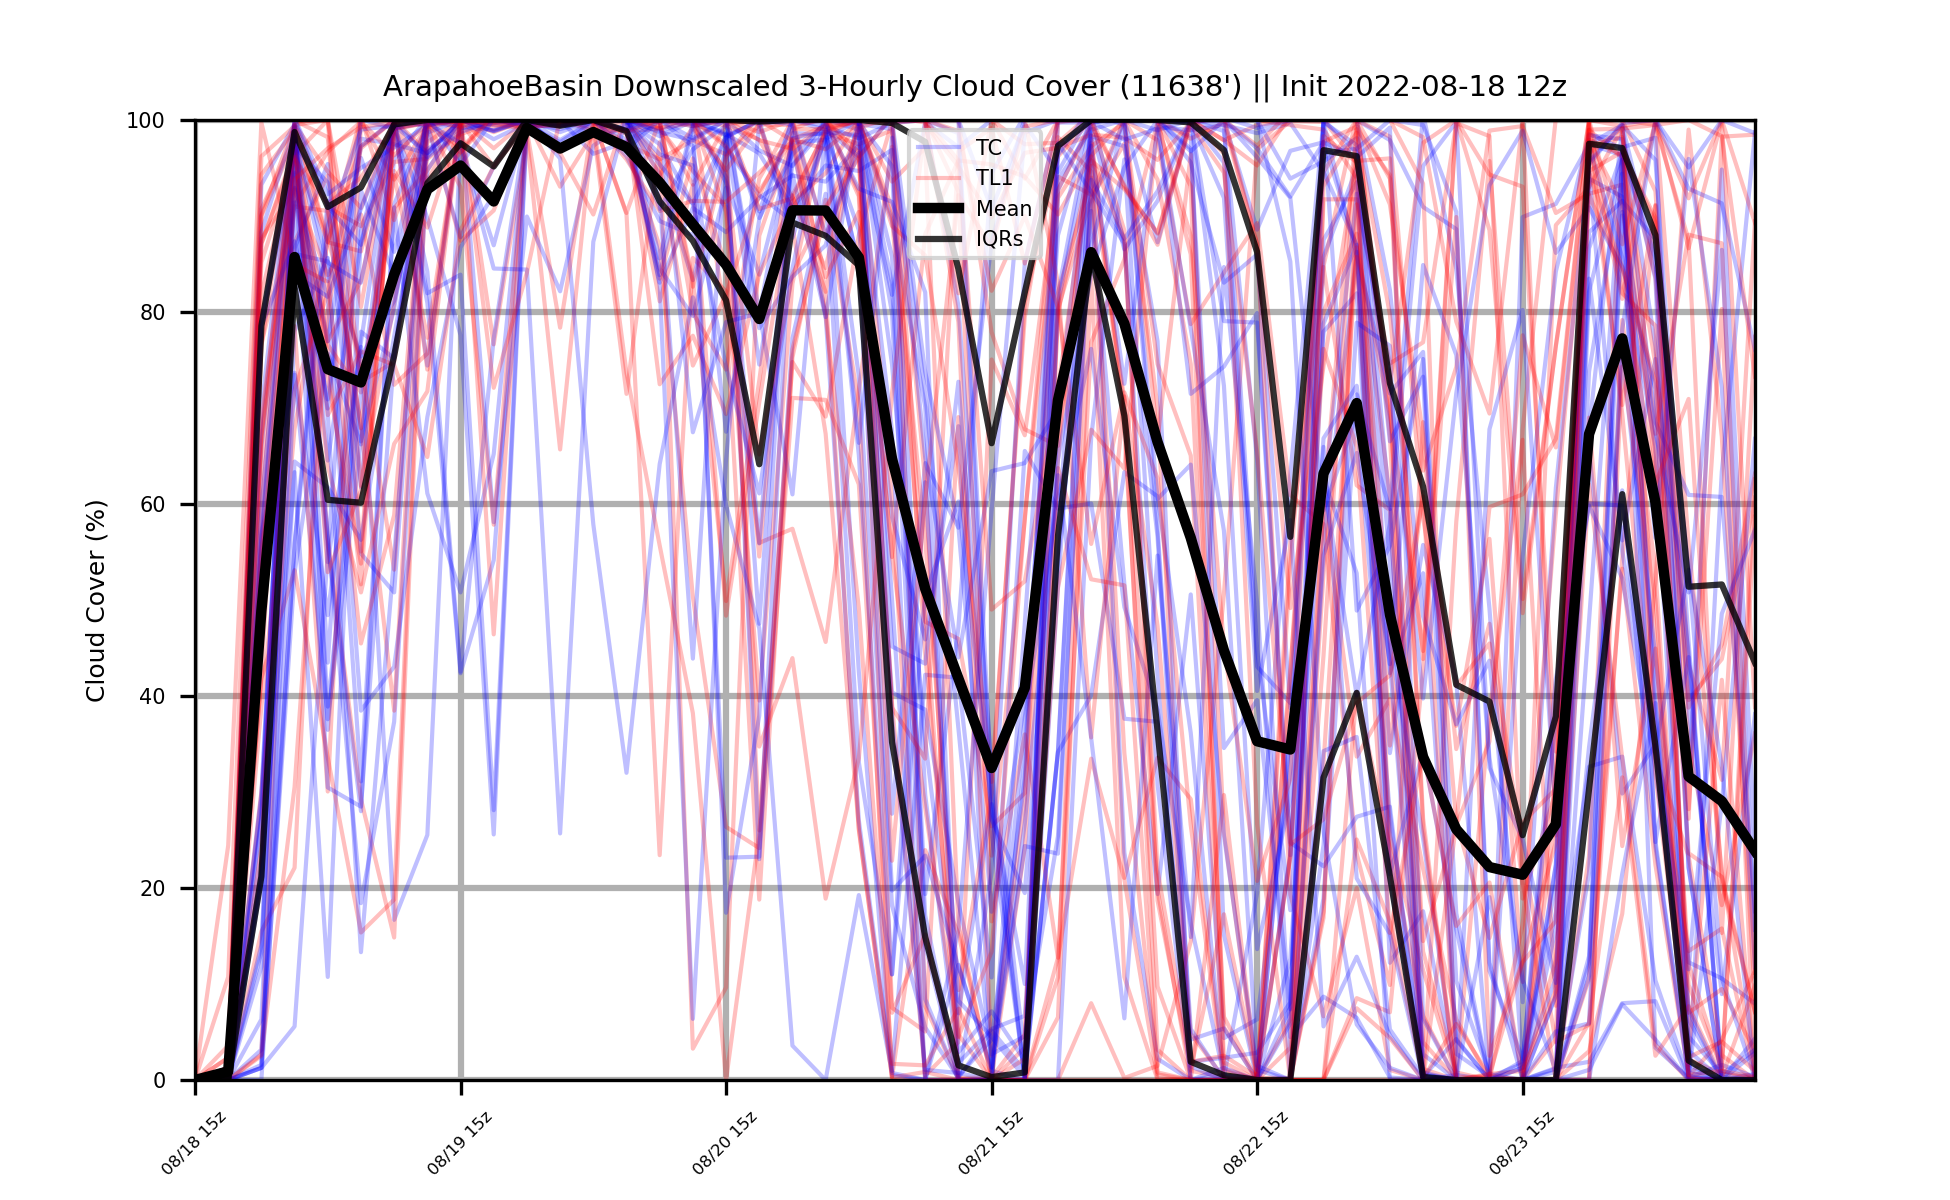 ArapahoeBasin Downscaled 3-Hourly Cloud Cover (11638') || Init 2022-08-18 12z
Cloud Cover (%)
100
80
60
40
20
0
TC
TL1
Mean
IQRs
08/18 15z
08/19 15z
08/20 15z
08/21 15z
08/22 15z
08/23 15z